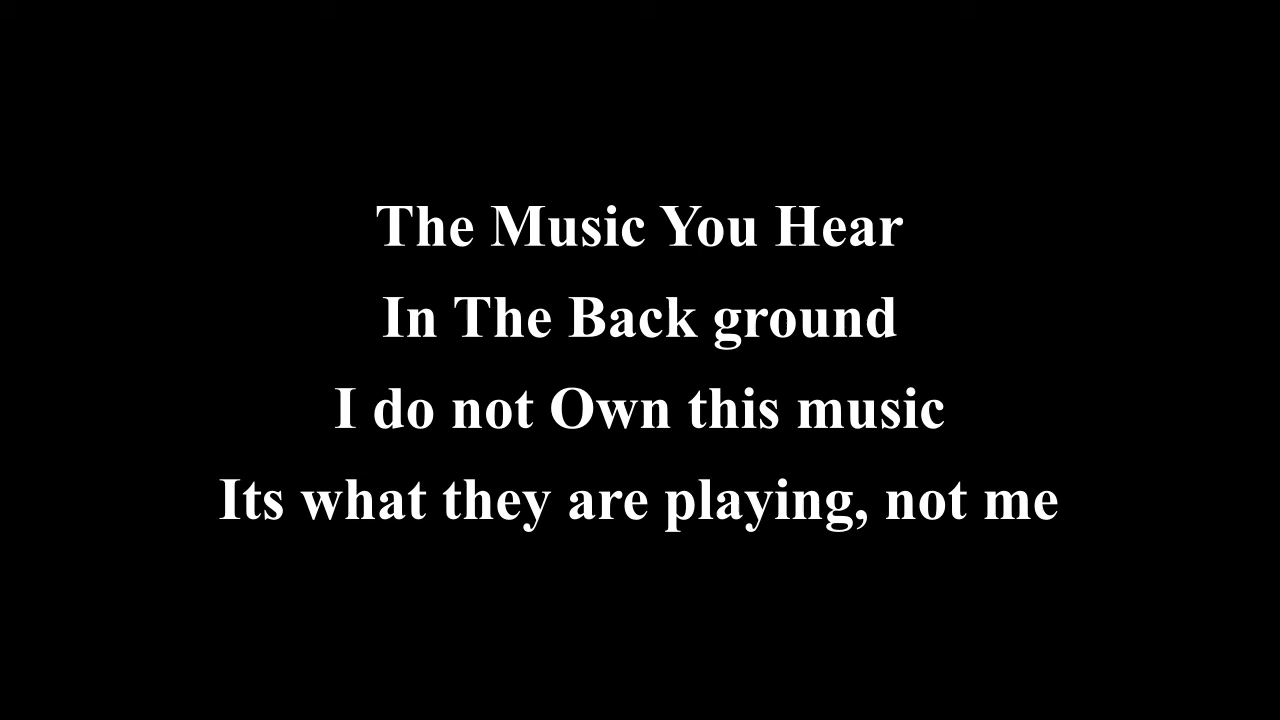 The Music You Hear
In The Back ground
I do not Own this music
Its what they are playing, not me